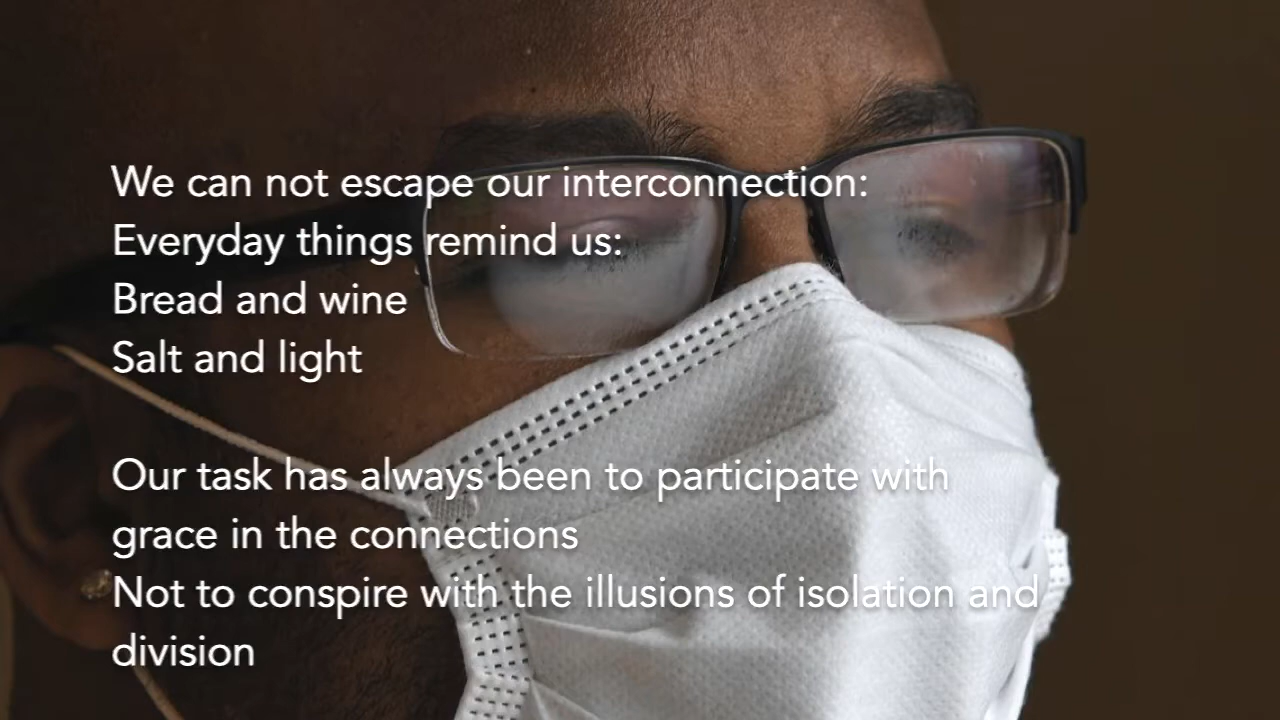 We can not escape our interconnection:
Everyday things remind us:
Bread and wine
Salt and light
Our task has always been to participate with
grace in the connections
Not to conspire with the illusions of isolation and
division